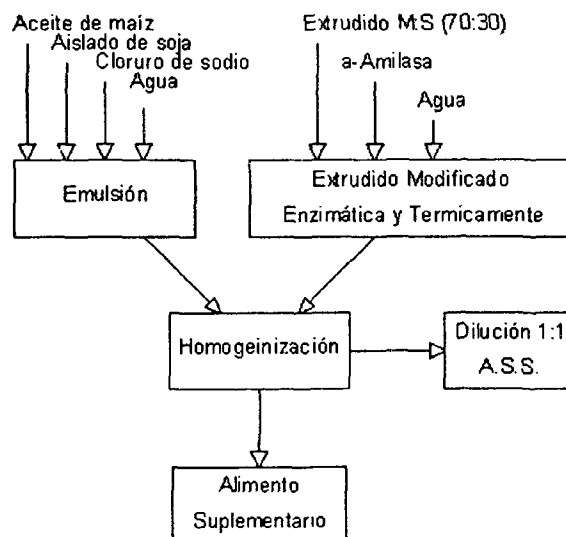 Aceite de maíz
Aislado de soja
Cloruro de sodio
Agua
Extrudido M:S (70:30)
a-Amilasa
Agua
Emulsión
Extrudido Modificado
Enzimática y Termicamente
Homogeinización
Dilución 1:1
A.S.S.
Alimento
Suplementario